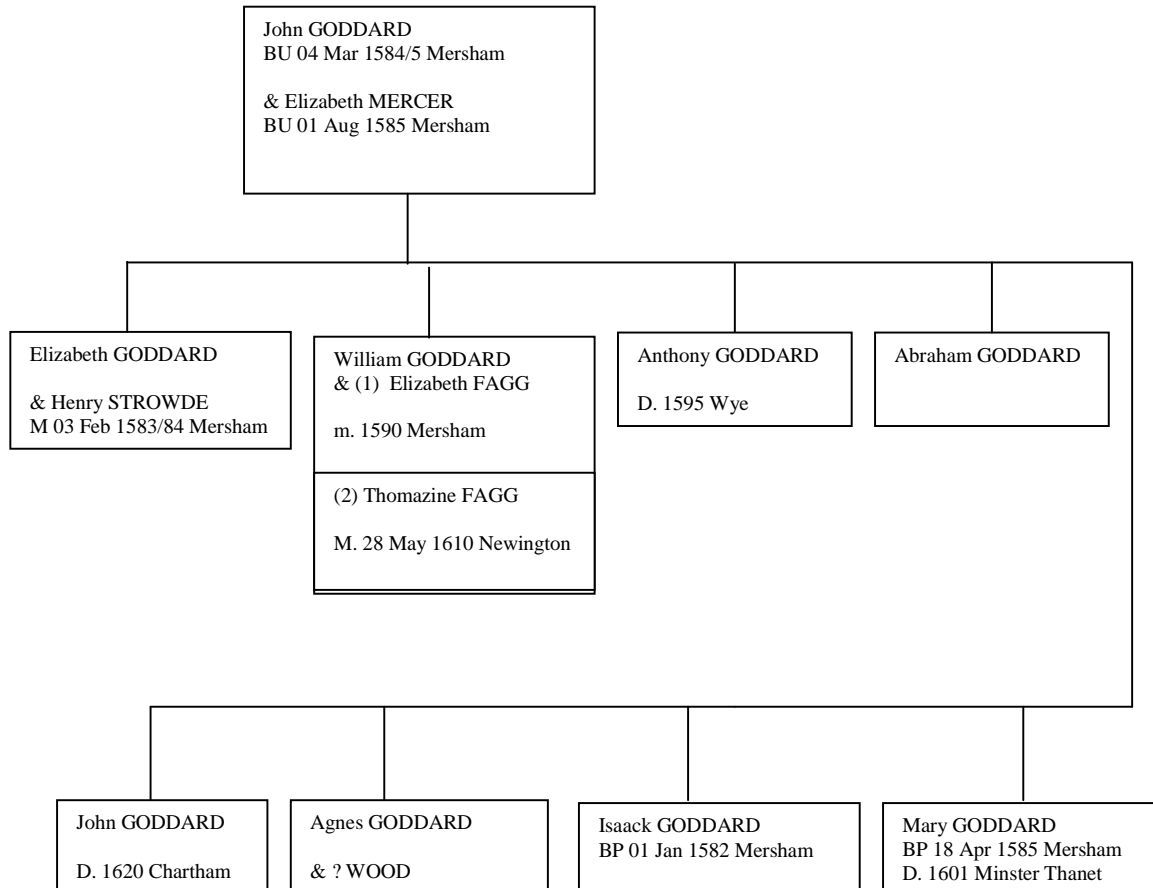 John GODDARD
BU 04 Mar 1584/5 Mersham
& Elizabeth MERCER
BU 01 Aug 1585 Mersham
Elizabeth GODDARD
& Henry STROWDE
M 03 Feb 1583/84 Mersham
William GODDARD
& (1) Elizabeth FAGG
m. 1590 Mersham
(2) Thomazine FAGG
M. 28 May 1610 Newington
Anthony GODDARD
D. 1595 Wye
Abraham GODDARD
John GODDARD
D. 1620 Chartham
Agnes GODDARD
& ? WOOD
Isaack GODDARD
BP 01 Jan 1582 Mersham
Mary GODDARD
BP 18 Apr 1585 Mersham
D. 1601 Minster Thanet